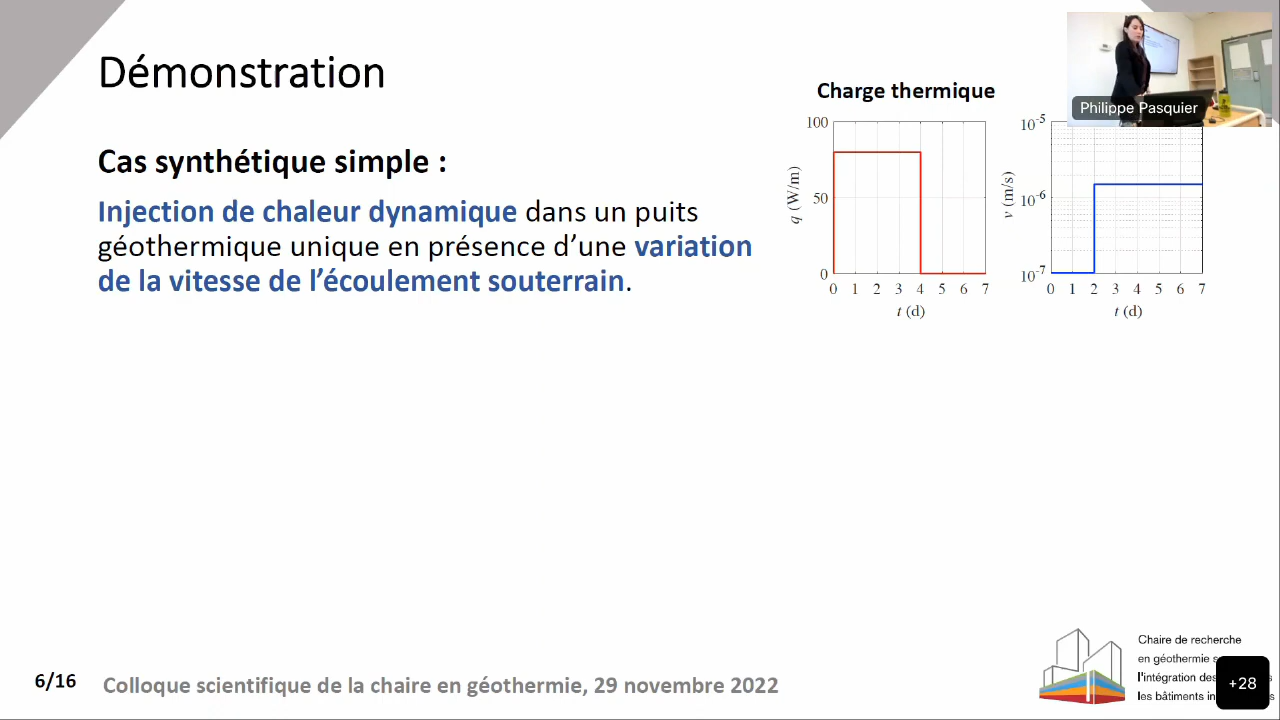 Démonstration
Cas synthétique simple :
Injection de chaleur dynamique dans un puits
géothermique unique en présence d’une variation
de la vitesse de l’écoulement souterrain.
Charge thermique
100
50
0
q (W/m)
0 1 2 3 4 5 6 7
t (d)
Philippe Pasquier
10-5
10-6
10-7
v (m/s)
0 1 2 3 4 5 6 7
t (d)
6/16
Colloque scientifique de la chaire en géothermie, 29 novembre 2022
Chaire de recherche
en géothermie
l'intégration des
les bâtiments
+28